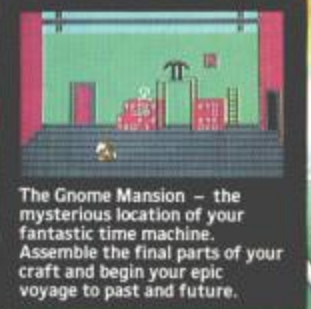 The Gnome Mansion – the
mysterious location of your
fantastic time machine.
Assemble the final parts of your
craft and begin your epic
voyage to past and future.